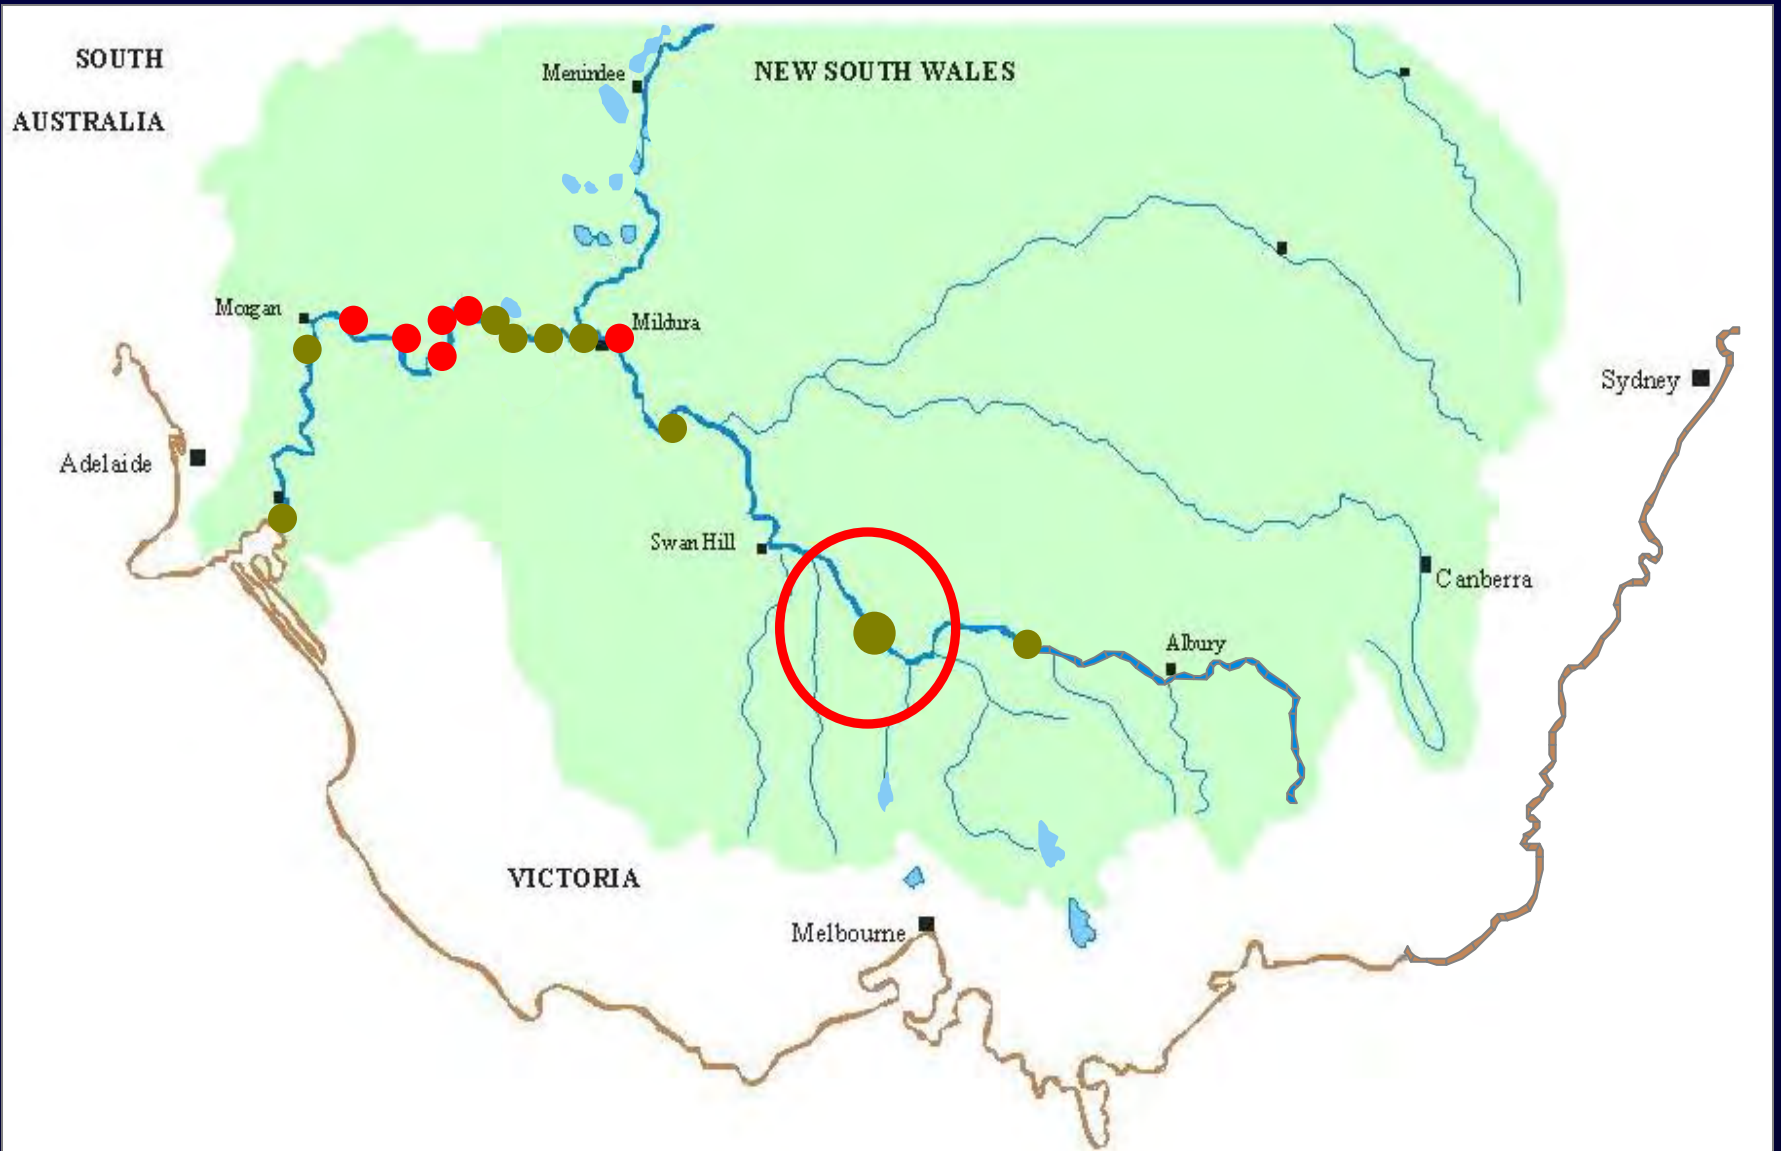 SOUTH
AUSTRALIA
Menindee
NEW SOUTH WALES
Morgan
Mildura
Sydney
Adelaide
Swan Hill
Canberra
Albury
VICTORIA
Melbourne